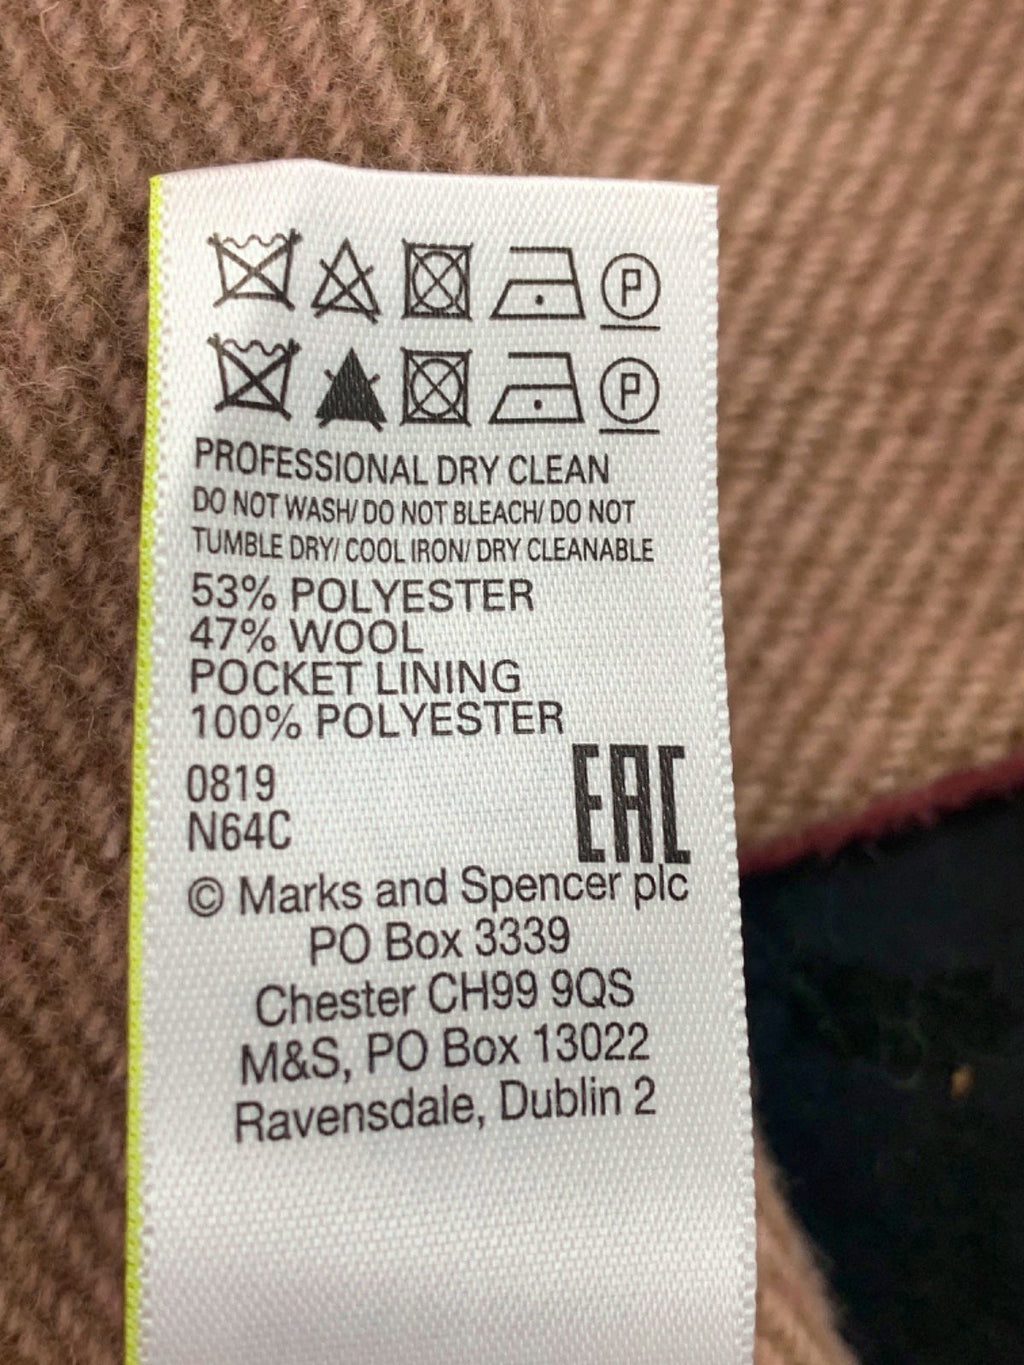 P
P
PROFESSIONAL DRY CLEAN
DO NOT WASH/ DO NOT BLEACH/ DO NOT
TUMBLE DRY/ COOL IRON/ DRY CLEANABLE
53% POLYESTER
47% WOOL
POCKET LINING
100% POLYESTER
0819
N64C
EAC
© Marks and Spencer plc
PO Box 3339
Chester CH99 9QS
M&S, PO Box 13022
Ravensdale, Dublin 2